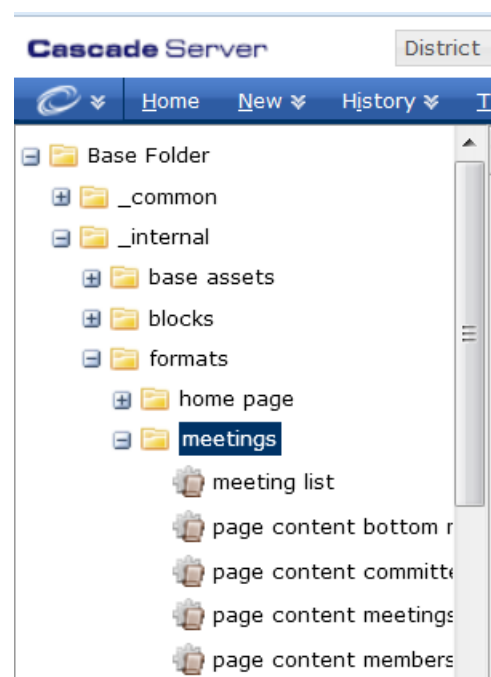 Cascade Server District
Home New History T
Base Folder
_common
_internal
base assets
blocks
formats
home page
meetings
meeting list
page content bottom
page content committe
page content meetings
page content members